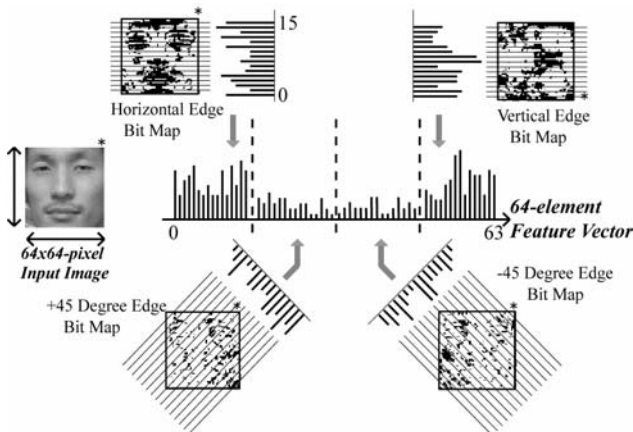 *
15
0
Horizontal Edge
Bit Map
*
Vertical Edge
Bit Map
*
64x64-pixel
Input Image
0
63
64-element
Feature Vector
+45 Degree Edge
Bit Map
*
-45 Degree Edge
Bit Map
*